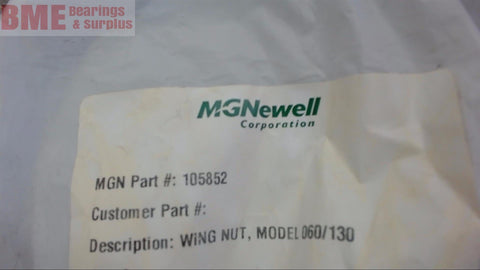 BME Bearings
& surplus
MGNewell
Corporation
MGN Part #: 105852
Customer Part #:
Description: WING NUT, MODEL 060/130